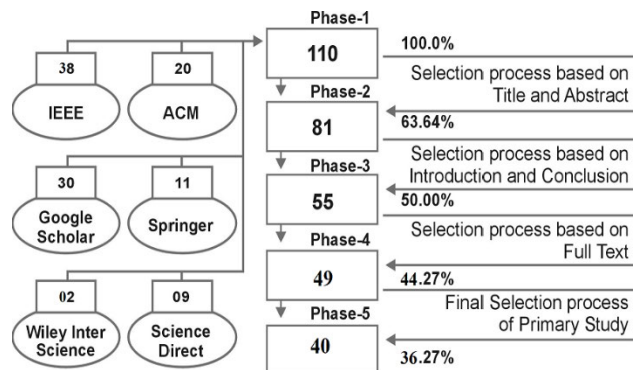 38
IEEE
20
ACM
30
Google
Scholar
11
Springer
02
Wiley Inter
Science
09
Science
Direct
Phase-1
110
100.0%
Selection process based on
Title and Abstract
Phase-2
81
63.64%
Selection process based on
Introduction and Conclusion
Phase-3
55
50.00%
Selection process based on
Full Text
Phase-4
49
44.27%
Final Selection process
of Primary Study
Phase-5
40
36.27%